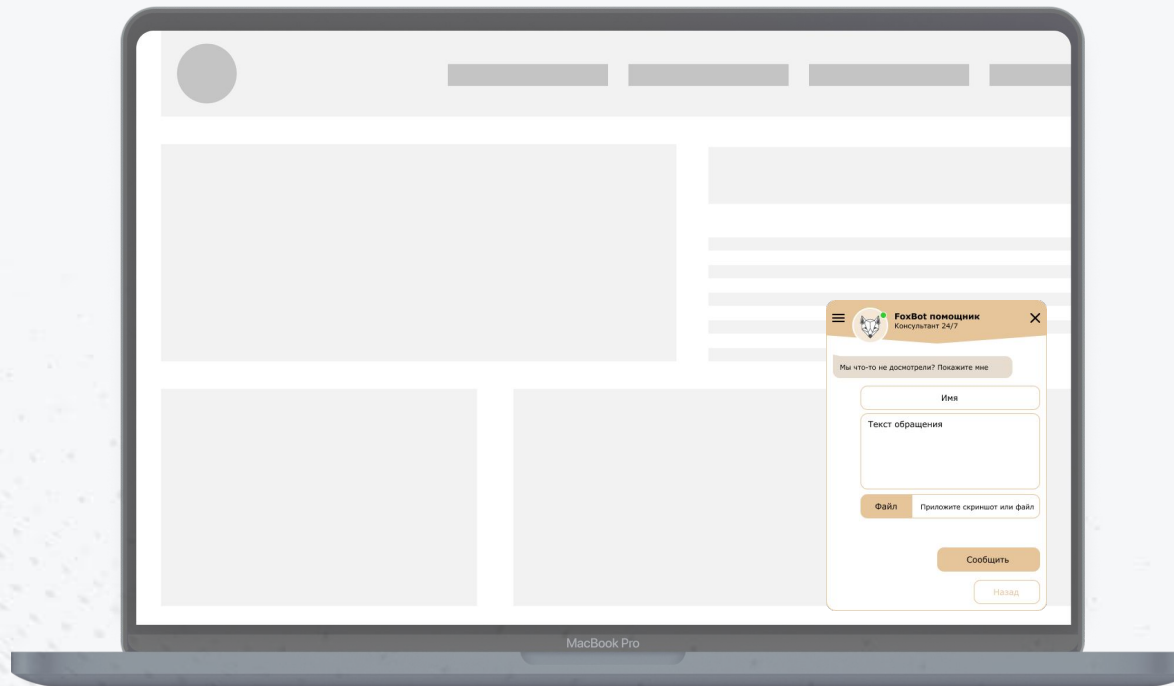 FoxBot помощник
Консультант 24/7
Мы что-то не досмотрели? Покажите мне
Имя
Текст обращения
Файл
Приложите скриншот или файл
Сообщить
Назад
MacBook Pro